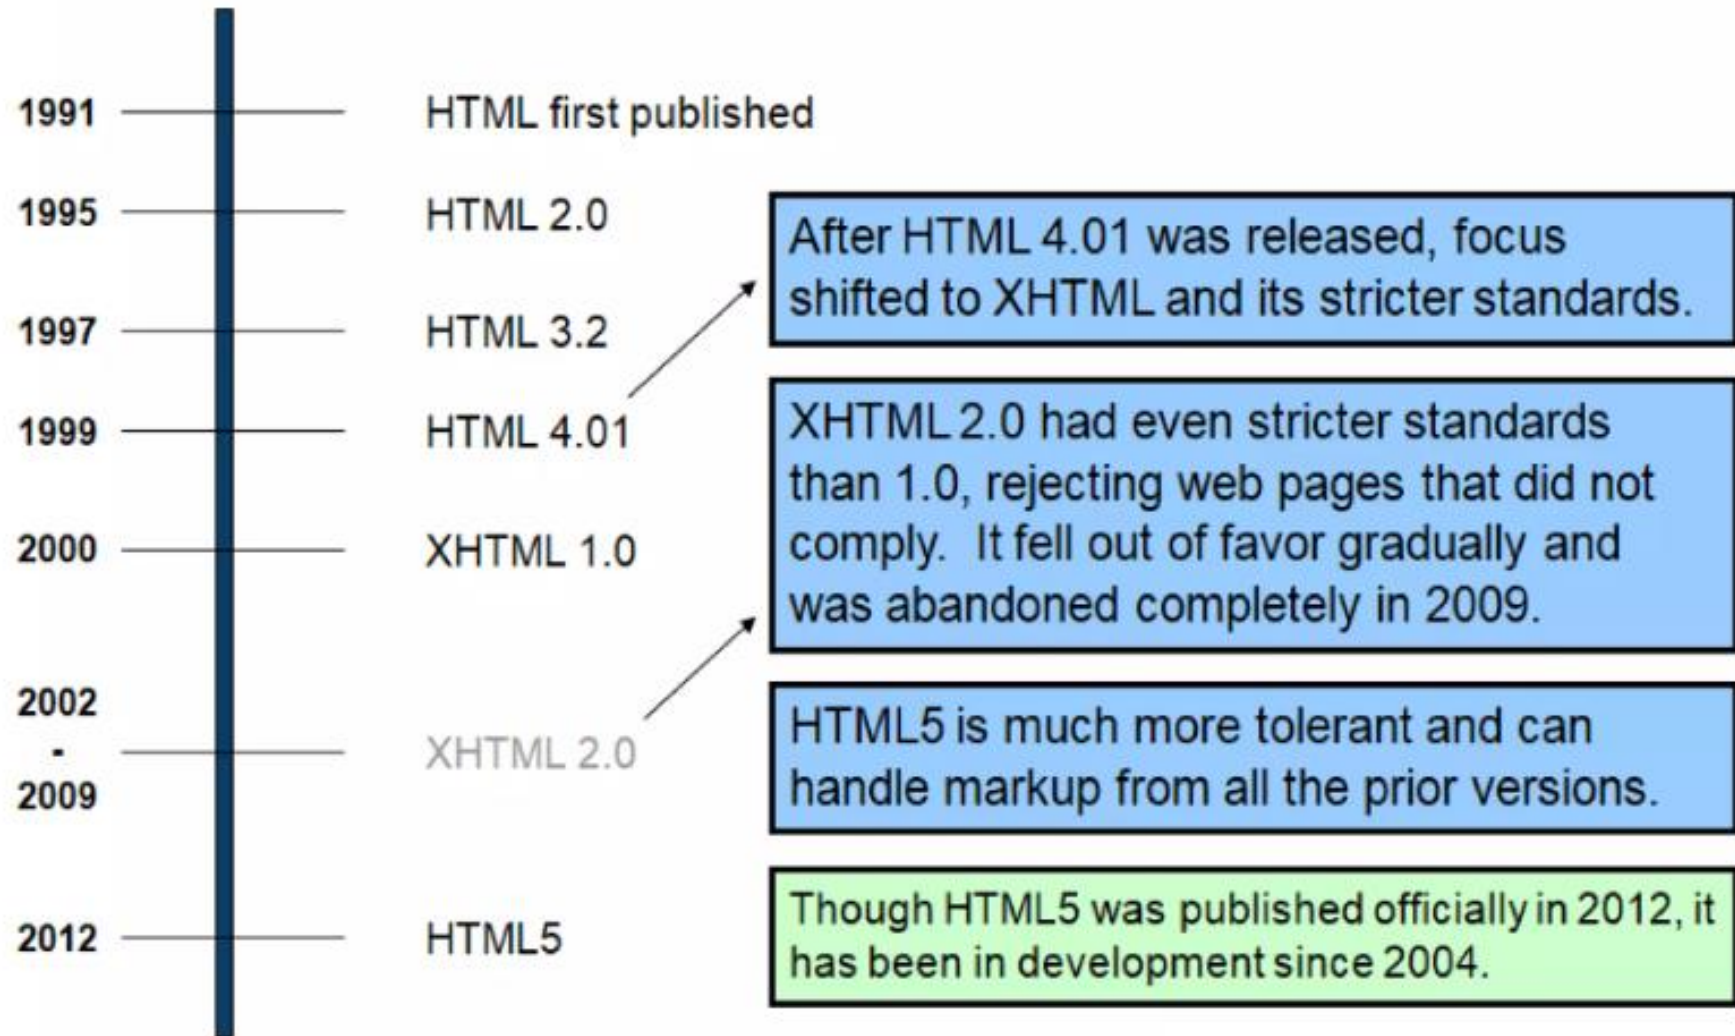 1991 HTML first published
1995 HTML 2.0
After HTML 4.01 was released, focus
shifted to XHTML and its stricter standards.
1997 HTML 3.2
1999 HTML 4.01
XHTML 2.0 had even stricter standards
than 1.0, rejecting web pages that did not
comply. It fell out of favor gradually and
was abandoned completely in 2009.
2000 XHTML 1.0
2002
-
2009
XHTML 2.0
HTML5 is much more tolerant and can
handle markup from all the prior versions.
2012 HTML5
Though HTML5 was published officially in 2012, it
has been in development since 2004.